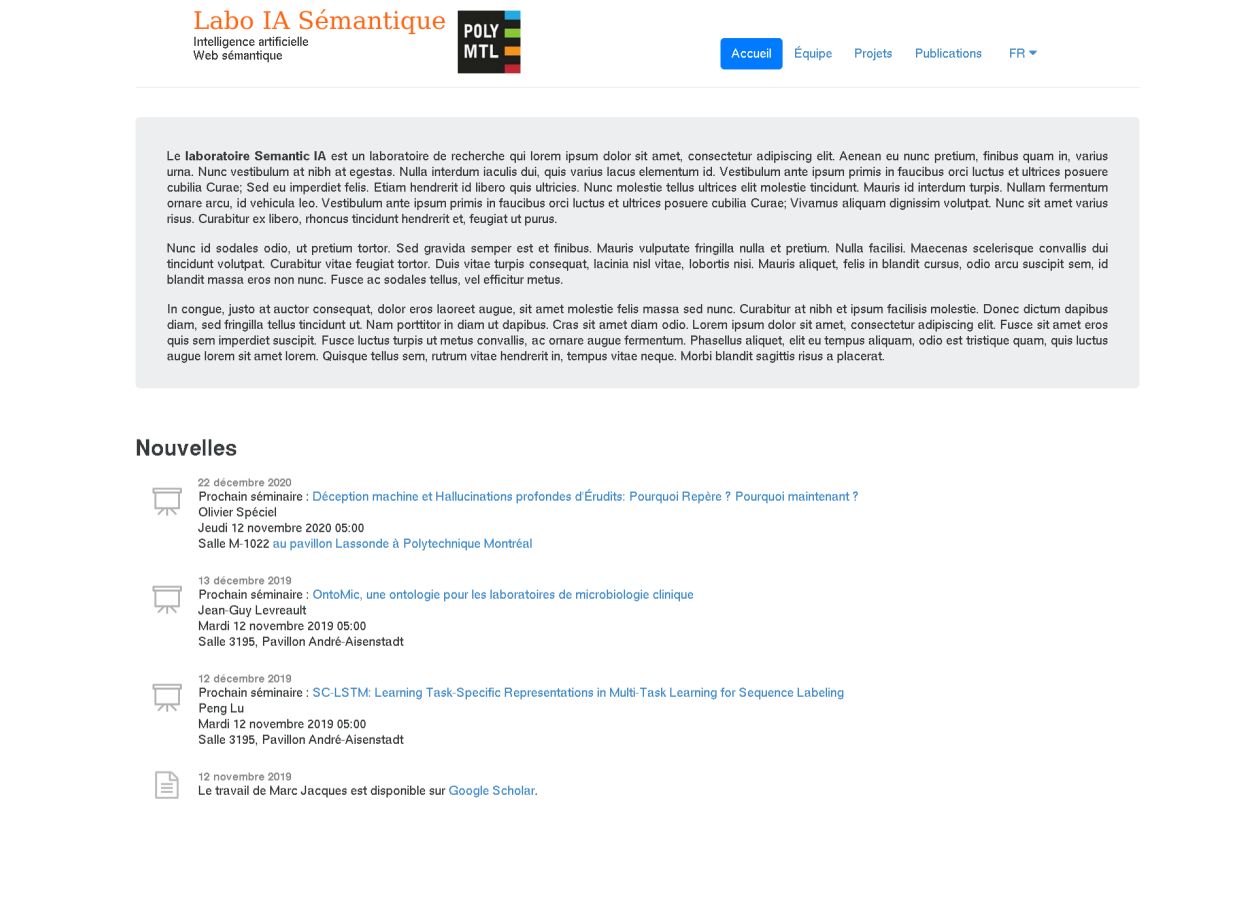 Labo IA Sémantique
Intelligence artificielle
Web sémantique
POLY
MTL
Accueil
Équipe
Projets
Publications
FR
Le laboratoire Semantic IA est un laboratoire de recherche qui lorem ipsum dolor sit amet, consectetur adipiscing elit. Aenean eu nunc pretium, finibus quam in, varius
urna. Nunc vestibulum at nibh at egestas. Nulla interdum iaculis dui, quis varius lacus elementum id. Vestibulum ante ipsum primis in faucibus orci luctus et ultrices posuere
cubilia Curae; Sed eu imperdiet felis. Etiam hendrerit id libero quis ultricies. Nunc molestie tellus ultrices elit molestie tincidunt. Mauris id interdum turpis. Nullam fermentum
ornare arcu, id vehicula leo. Vestibulum ante ipsum primis in faucibus orci luctus et ultrices posuere cubilia Curae; Vivamus aliquam dignissim volutpat. Nunc sit amet varius
risus. Curabitur ex libero, rhoncus tincidunt hendrerit et, feugiat ut purus.
Nunc id sodales odio, ut pretium tortor. Sed gravida semper est et finibus. Mauris vulputate fringilla nulla et pretium. Nulla facilisi. Maecenas scelerisque convallis dui
tincidunt volutpat. Curabitur vitae feugiat tortor. Duis vitae turpis consequat, lacinia nisl vitae, lobortis nisi. Mauris aliquet, felis in blandit cursus, odio arcu suscipit sem, id
blandit massa eros non nunc. Fusce ac sodales tellus, vel efficitur metus.
In congue, justo at auctor consequat, dolor eros laoreet augue, sit amet molestie felis massa sed nunc. Curabitur at nibh et ipsum facilisis molestie. Donec dictum dapibus
diam, sed fringilla tellus tincidunt ut. Nam porttitor in diam ut dapibus. Cras sit amet diam odio. Lorem ipsum dolor sit amet, consectetur adipiscing elit. Fusce sit amet eros
quis sem imperdiet suscipit. Fusce luctus turpis ut metus convallis, ac ornare augue fermentum. Phasellus aliquet, elit eu tempus aliquam, odio est tristique quam, quis luctus
augue lorem sit amet lorem. Quisque tellus sem, rutrum vitae hendrerit in, tempus vitae neque. Morbi blandit sagittis risus a placerat.
Nouvelles
22 décembre 2020
Prochain séminaire : Déception machine et Hallucinations profondes d'Érudits: Pourquoi Repère ? Pourquoi maintenant ?
Olivier Spéciel
Jeudi 12 novembre 2020 05:00
Salle M-1022 au pavillon Lassonde à Polytechnique Montréal
13 décembre 2019
Prochain séminaire : OntoMic, une ontologie pour les laboratoires de microbiologie clinique
Jean-Guy Levreault
Mardi 12 novembre 2019 05:00
Salle 3195, Pavillon André-Aisenstadt
12 décembre 2019
Prochain séminaire : SC-LSTM: Learning Task-Specific Representations in Multi-Task Learning for Sequence Labeling
Peng Lu
Mardi 12 novembre 2019 05:00
Salle 3195, Pavillon André-Aisenstadt
12 novembre 2019
Le travail de Marc Jacques est disponible sur Google Scholar.